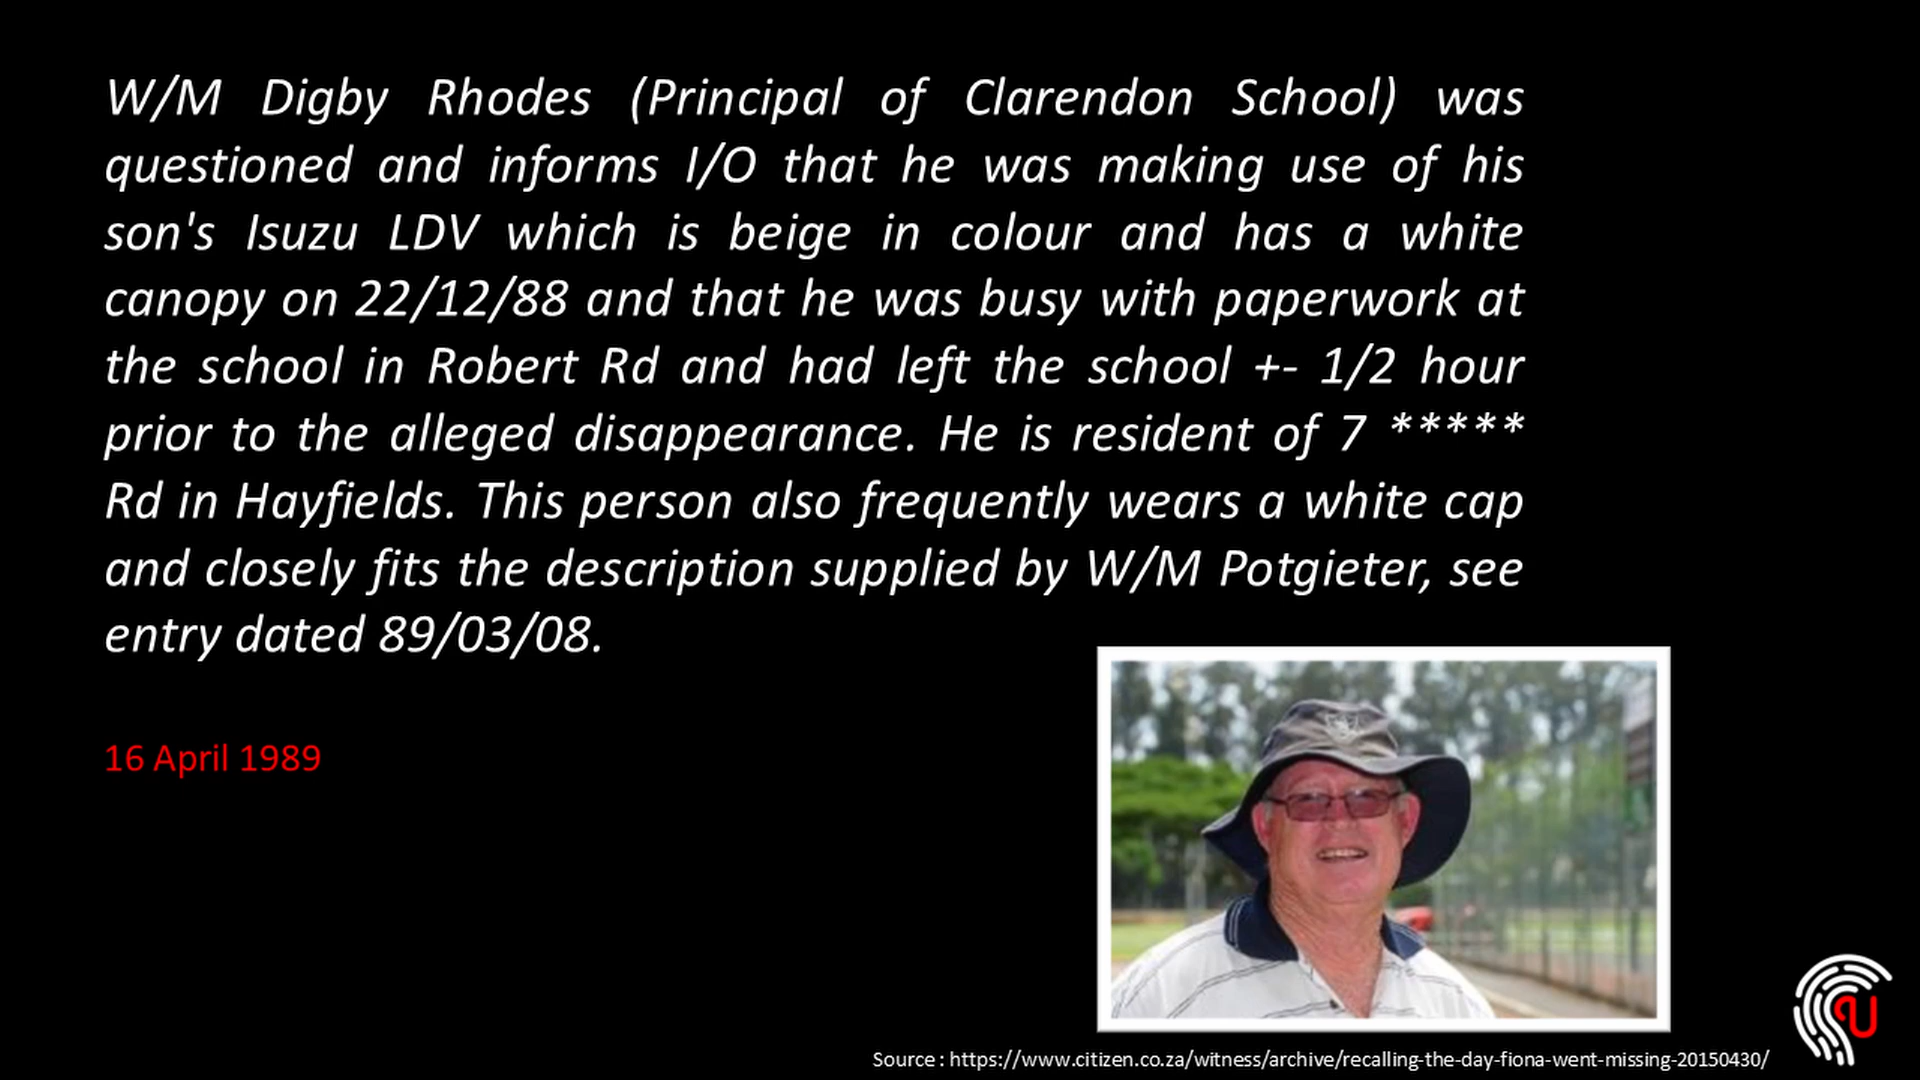 W/M Digby Rhodes (Principal of Clarendon School) was
questioned and informs I/O that he was making use of his
son's Isuzu LDV which is beige in colour and has a white
canopy on 22/12/88 and that he was busy with paperwork at
the school in Robert Rd and had left the school +- 1/2 hour
prior to the alleged disappearance. He is resident of 7 *****
Rd in Hayfields. This person also frequently wears a white cap
and closely fits the description supplied by W/M Potgieter, see
entry dated 89/03/08.
16 April 1989
Source : https://www.citizen.co.za/witness/archive/recalling-the-day-fiona-went-missing-20150430/
U